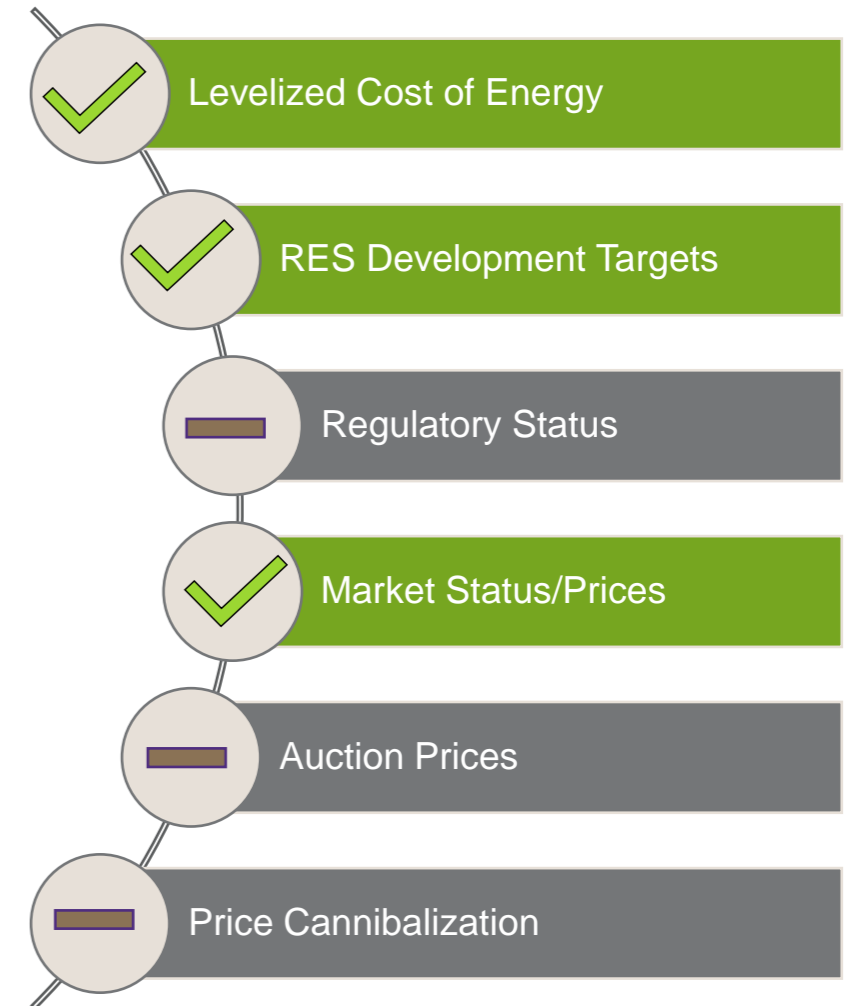 Levelized Cost of Energy
RES Development Targets
Regulatory Status
Market Status/Prices
Auction Prices
Price Cannibalization